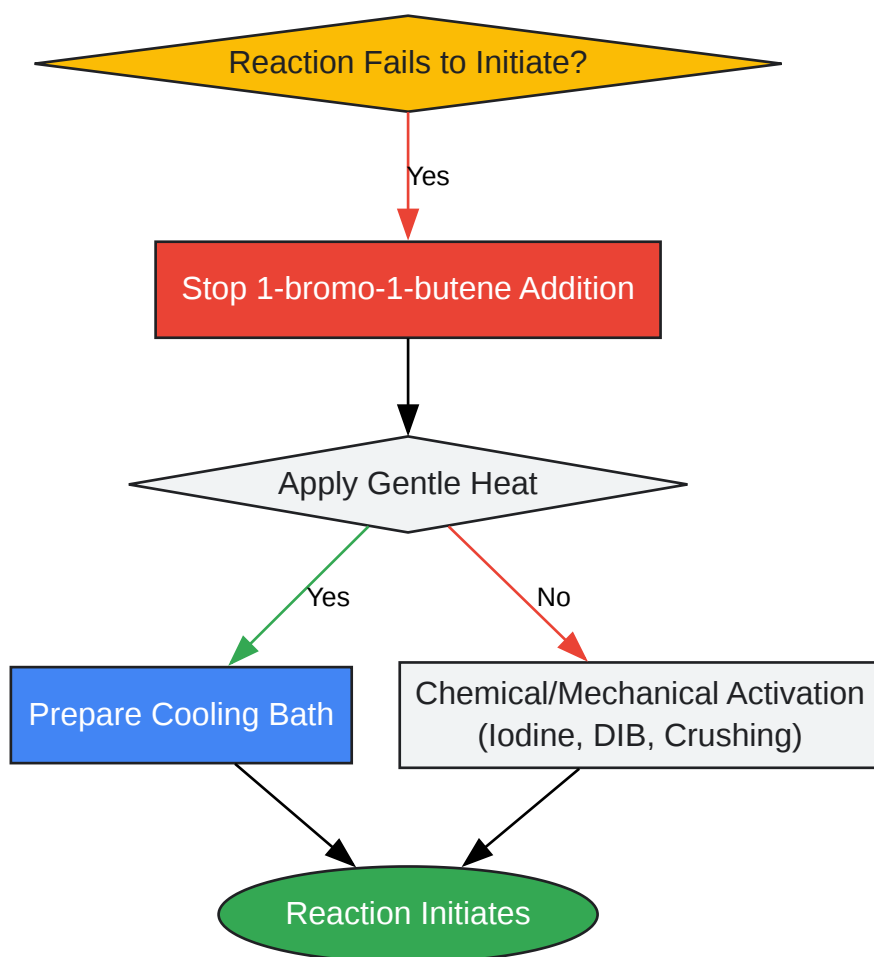 Reaction Fails to Initiate?
Yes
Stop 1-bromo-1-butene Addition
Apply Gentle Heat
Yes
No
Prepare Cooling Bath
Chemical/Mechanical Activation
(Iodine, DIB, Crushing)
Reaction Initiates